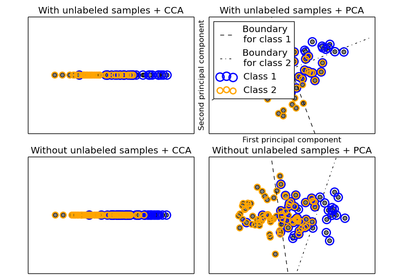 With unlabeled samples + CCA
With unlabeled samples + PCA
Second principal component
Boundary
for class 1
Boundary
for class 2
Class 1
Class 2
First principal component
Without unlabeled samples + CCA
Without unlabeled samples + PCA